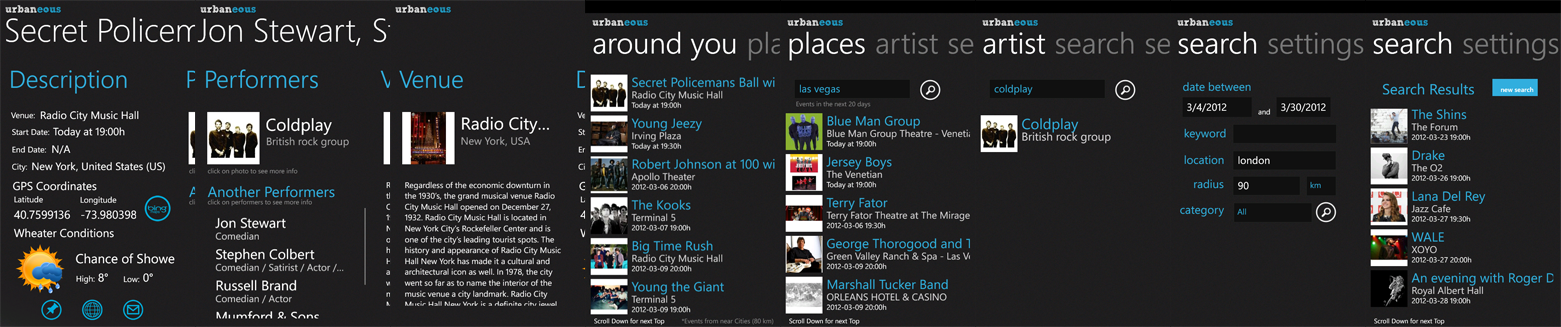 urbaneous
Secret Policem
Description
Venue: Radio City Music Hall
Start Date: Today at 19:00h
End Date: N/A
City: New York, United States (US)
GPS Coordinates
Latitude Longitude
40.7599136 -73.980398
bing
Wheater Conditions
Chance of Showe
High: 8° Low: 0°
urbaneous
Jon Stewart, S
P Performers
Coldplay
British rock group
click on photo to see more info
Another Performers
click on performers to see more info
Jon Stewart
Comedian
Stephen Colbert
Comedian / Satirist / Actor /...
Russell Brand
Comedian / Actor
Mumford & Sons
urbaneous
V Venue
Radio City...
New York, USA
Regardless of the economic downturn in
the 1930's, the grand musical venue Radio
City Music Hall opened on December 27,
1932. Radio City Music Hall is located in
New York City's Rockefeller Center and is
one of the city's leading tourist spots. The
history and appearance of Radio City Music
Hall New York has made it a cultural and
architectural icon as well. In 1978, the city
went so far as to name the interior of the
music venue a city landmark. Radio City
Music Hall New York is a definite city jewel
urbaneous
around you pla
Secret Policemans Ball wi
Radio City Music Hall
Today at 19:00h
Young Jeezy
Irving Plaza
Today at 19:30h
Robert Johnson at 100 wi
Apollo Theater
2012-03-06 20:00h
The Kooks
Terminal 5
2012-03-07 19:00h
Big Time Rush
Radio City Music Hall
2012-03-09 20:00h
Young the Giant
Terminal 5
2012-03-09 20:00h
Scroll Down for next Top *Events from near Cities (80 km)
urbaneous
places artist se
las vegas
Events in the next 20 days
Blue Man Group
Blue Man Group Theatre - Venetia
Today at 19:00h
Jersey Boys
The Venetian
Today at 19:00h
Terry Fator
Terry Fator Theatre at The Mirage
2012-03-06 19:30h
George Thorogood and T
Green Valley Ranch & Spa - Las Ve
2012-03-09 20:00h
Marshall Tucker Band
ORLEANS HOTEL & CASINO
2012-03-09 20:00h
Scroll Down for next Top
urbaneous
artist search se
coldplay
Coldplay
British rock group
urbaneous
search settings
date between
3/4/2012 and 3/30/2012
keyword
location london
radius 90 km
category All
urbaneous
search settings
Search Results new search
The Shins
The Forum
2012-03-23 19:00h
Drake
The O2
2012-03-26 19:00h
Lana Del Rey
Jazz Cafe
2012-03-27 19:30h
WALE
XOYO
2012-03-27 20:00h
An evening with Roger D
Royal Albert Hall
2012-03-28 19:00h